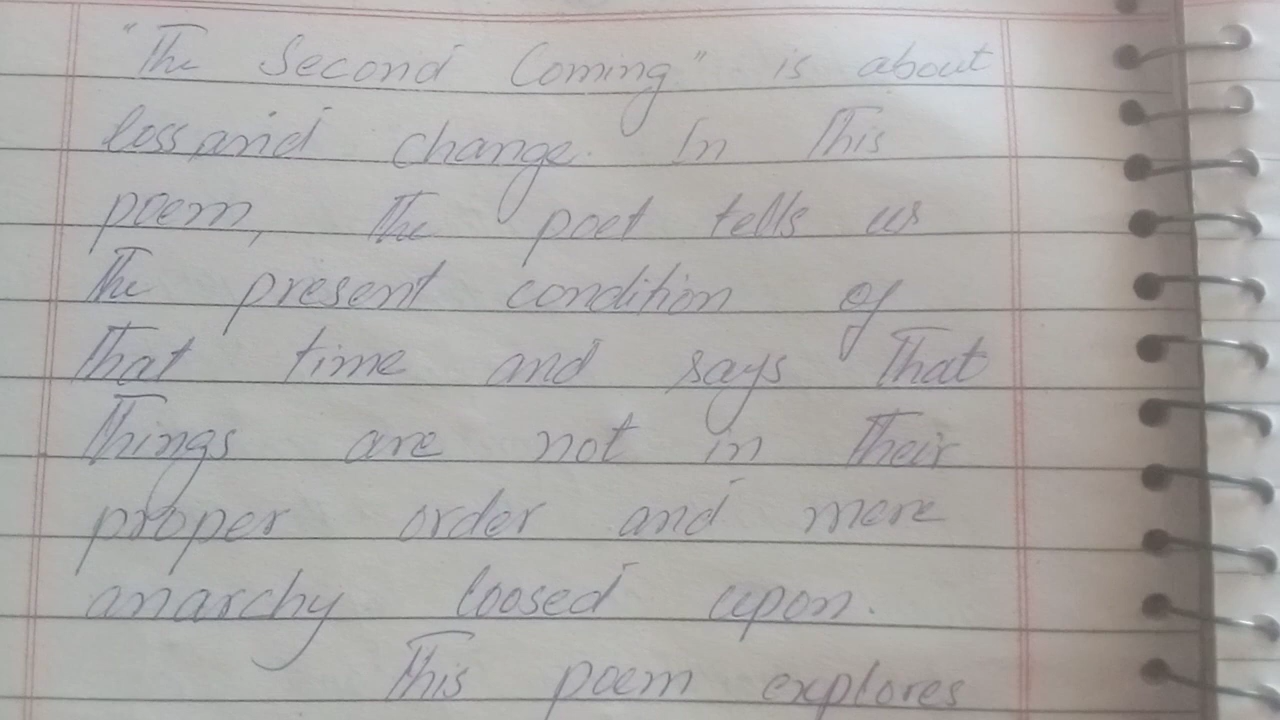 "The Second Coming" is about
loss and change. In this
poem, the poet tells us
the present condition of
that time and says that
things are not in their
proper order and mere
anarchy loosed upon.
This poem explores